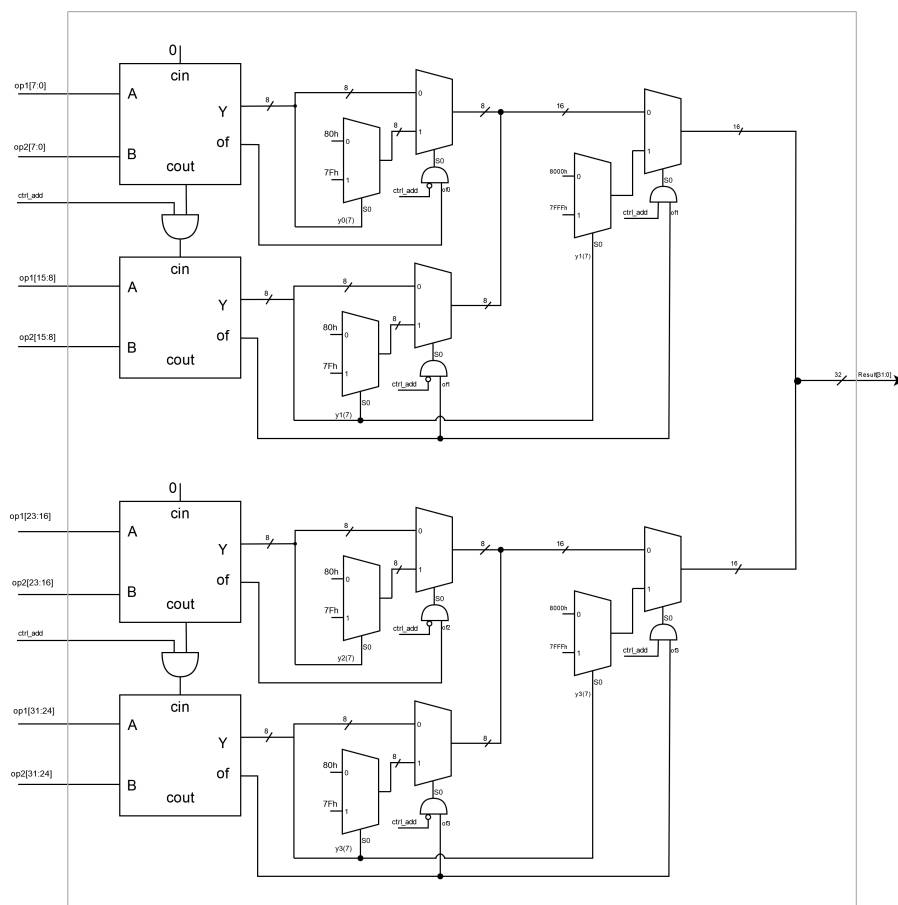 0
cin
op1[7:0]
A
Y
8
8
0
8
16
0
16
80h
0
8
1
of
op2[7:0]
B
7Fh
1
S0
8000h
0
1
cout
ctrl_add
of0
S0
7FFFh
1
S0
ctrl_add
y0(7)
ctrl_add
of1
S0
y1(7)
cin
op1[15:8]
A
Y
8
8
0
8
80h
0
8
1
of
op2[15:8]
B
7Fh
1
S0
cout
ctrl_add
of1
S0
y1(7)
32
Result[31:0]
0
cin
op1[23:16]
A
Y
8
8
0
8
16
0
16
80h
0
8
1
of
op2[23:16]
B
7Fh
1
S0
8000h
0
1
cout
ctrl_add
of2
S0
7FFFh
1
S0
ctrl_add
y2(7)
ctrl_add
of3
S0
y3(7)
cin
op1[31:24]
A
Y
8
8
0
8
80h
0
8
1
of
op2[31:24]
B
7Fh
1
S0
cout
ctrl_add
of3
S0
y3(7)